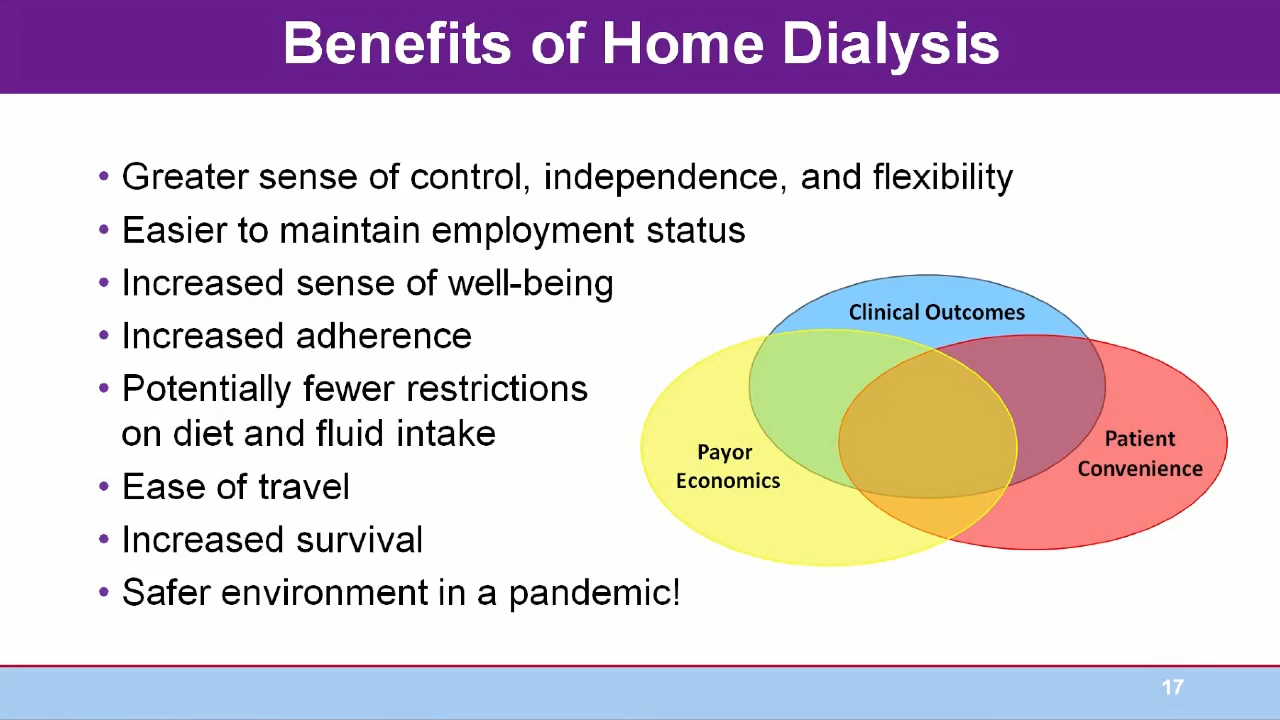 Benefits of Home Dialysis
• Greater sense of control, independence, and flexibility
• Easier to maintain employment status
• Increased sense of well-being
• Increased adherence
• Potentially fewer restrictions
on diet and fluid intake
• Ease of travel
• Increased survival
• Safer environment in a pandemic!
Clinical Outcomes
Payor
Economics
Patient
Convenience
17